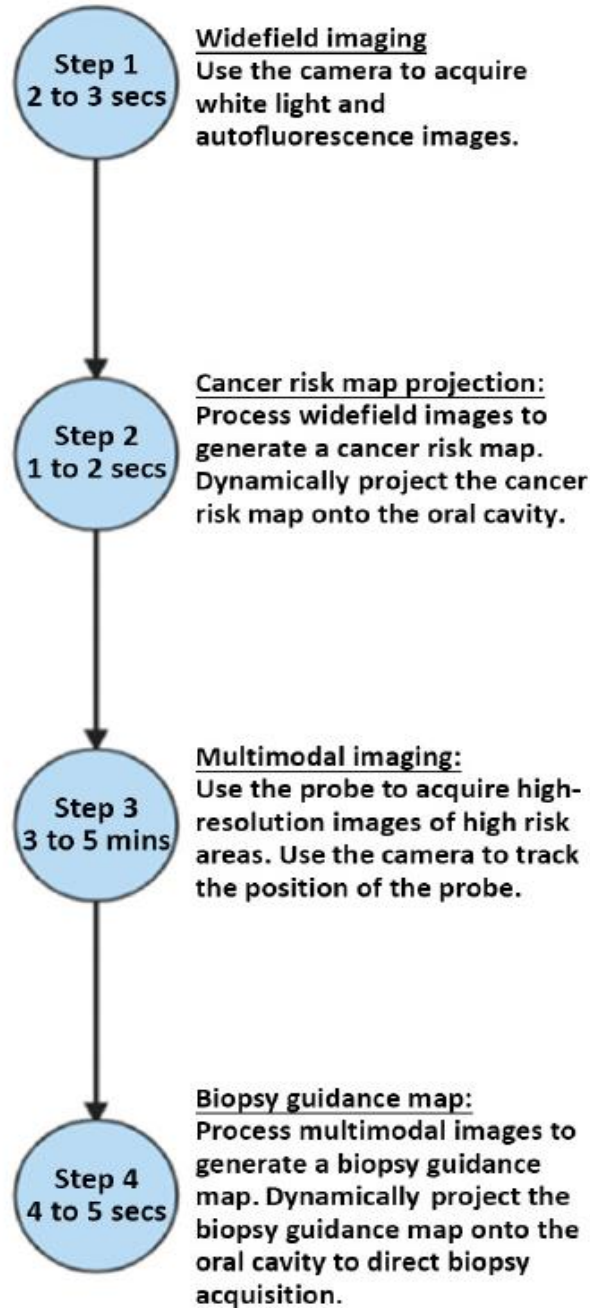 Step 1
2 to 3 secs
Widefield imaging
Use the camera to acquire
white light and
autofluorescence images.
Step 2
1 to 2 secs
Cancer risk map projection:
Process widefield images to
generate a cancer risk map.
Dynamically project the cancer
risk map onto the oral cavity.
Step 3
3 to 5 mins
Multimodal imaging:
Use the probe to acquire high-
resolution images of high risk
areas. Use the camera to track
the position of the probe.
Step 4
4 to 5 secs
Biopsy guidance map:
Process multimodal images to
generate a biopsy guidance
map. Dynamically project the
biopsy guidance map onto the
oral cavity to direct biopsy
acquisition.